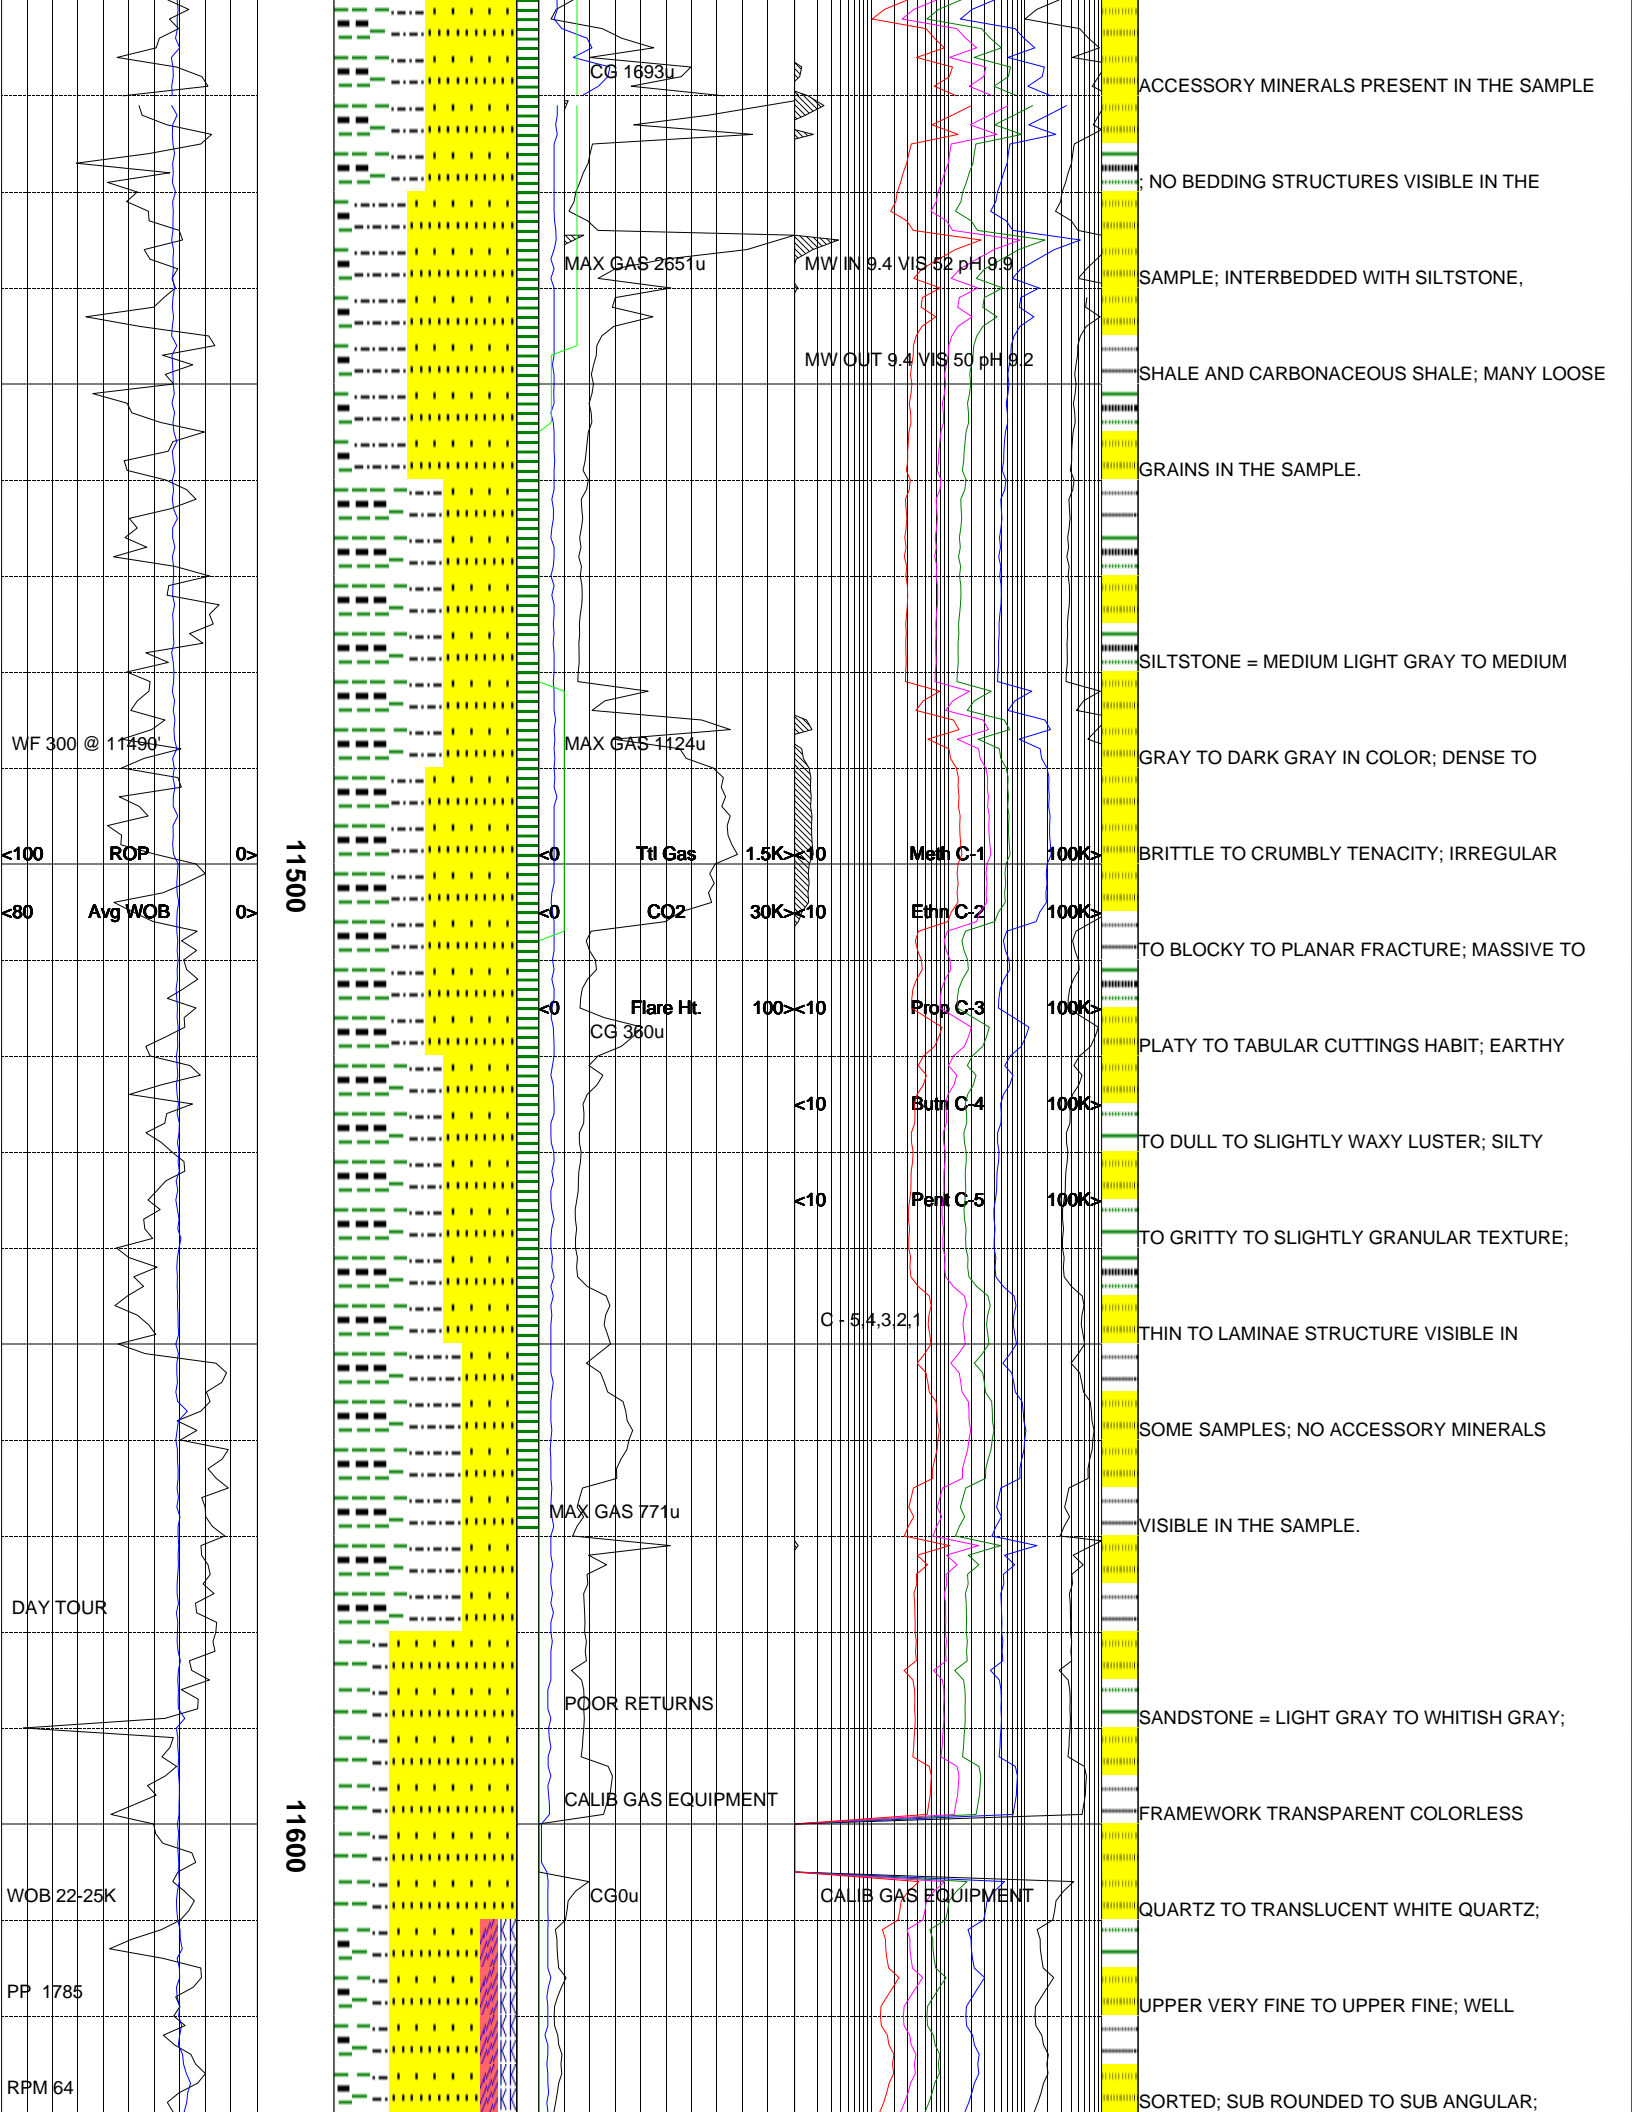 CG 1693u
ACCESSORY MINERALS PRESENT IN THE SAMPLE
; NO BEDDING STRUCTURES VISIBLE IN THE
MAX GAS 2651u
MW IN 9.4 VIS 52 pH 9.9
SAMPLE; INTERBEDDED WITH SILTSTONE,
MW OUT 9.4 VIS 50 pH 9.2
SHALE AND CARBONACEOUS SHALE; MANY LOOSE
GRAINS IN THE SAMPLE.
SILTSTONE = MEDIUM LIGHT GRAY TO MEDIUM
WF 300 @ 11490'
MAX GAS 1124u
GRAY TO DARK GRAY IN COLOR; DENSE TO
<100 ROP 0>
11500
<0 Ttl Gas 1.5K>
<10 Meth C-1 100K>
BRITTLE TO CRUMBLY TENACITY; IRREGULAR
<80 Avg WOB 0>
<0 CO2 30K>
<10 Ethn C-2 100K>
TO BLOCKY TO PLANAR FRACTURE; MASSIVE TO
<0 Flare Ht. 100>
<10 Prop C-3 100K>
CG 360u
PLATY TO TABULAR CUTTINGS HABIT; EARTHY
<10 Butn C-4 100K>
TO DULL TO SLIGHTLY WAXY LUSTER; SILTY
<10 Pent C-5 100K>
TO GRITTY TO SLIGHTLY GRANULAR TEXTURE;
C - 5,4,3,2,1
THIN TO LAMINAE STRUCTURE VISIBLE IN
SOME SAMPLES; NO ACCESSORY MINERALS
MAX GAS 771u
VISIBLE IN THE SAMPLE.
DAY TOUR
POOR RETURNS
SANDSTONE = LIGHT GRAY TO WHITISH GRAY;
CALIB GAS EQUIPMENT
FRAMEWORK TRANSPARENT COLORLESS
11600
WOB 22-25K
CG0u
CALIB GAS EQUIPMENT
QUARTZ TO TRANSLUCENT WHITE QUARTZ;
PP 1785
UPPER VERY FINE TO UPPER FINE; WELL
RPM 64
SORTED; SUB ROUNDED TO SUB ANGULAR;